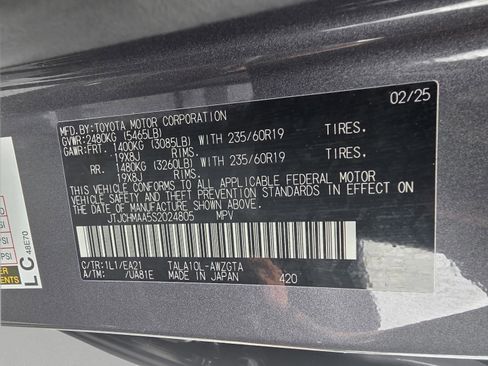 02/25
MFD.BY:TOYOTA MOTOR CORPORATION
GVWR:2480KG (5465LB)
GAWR:FRT. 1400KG (3085LB) WITH 235/60R19 TIRES,
19X8J RIMS.
RR. 1480KG (3260LB) WITH 235/60R19 TIRES,
19X8J RIMS.
THIS VEHICLE CONFORMS TO ALL APPLICABLE FEDERAL MOTOR
VEHICLE SAFETY AND THEFT PREVENTION STANDARDS IN EFFECT ON
THE DATE OF MANUFACTURE SHOWN ABOVE.
JTJCHMAA5S2024805 MPV
C/TR:1L1/EA21 TALA10L-AWZGTA
A/TM: /UA81E MADE IN JAPAN 420
LC 48E70
PSI